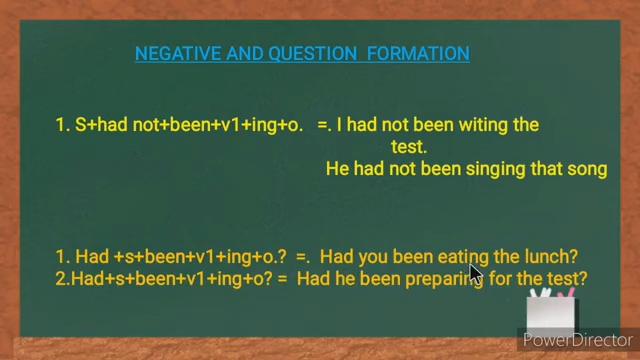 NEGATIVE AND QUESTION FORMATION
1. S+had not+been+v1+ing+o. =. I had not been witing the
test.
He had not been singing that song
1. Had +s+been+v1+ing+o.? =. Had you been eating the lunch?
2.Had+s+been+v1+ing+o? = Had he been preparing for the test?
PowerDirector